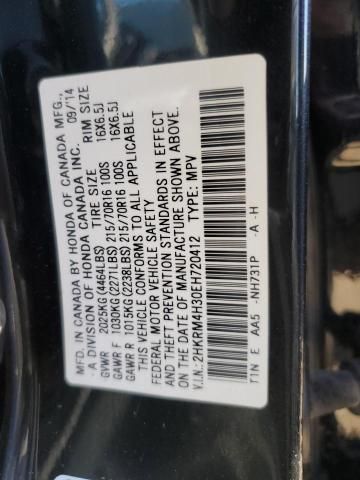 MFD. IN CANADA BY HONDA OF CANADA MFG.,
A DIVISION OF HONDA CANADA INC. 09/'14
TIRE SIZE RIM SIZE
GVWR 2025KG (4464LBS)
GAWR F 1030KG(2271LBS) 215/70R16 100S 16X6.5J
GAWR R 1015KG(2238LBS) 215/70R16 100S 16X6.5J
THIS VEHICLE CONFORMS TO ALL APPLICABLE
FEDERAL MOTOR VEHICLE SAFETY
AND THEFT PREVENTION STANDARDS IN EFFECT
ON THE DATE OF MANUFACTURE SHOWN ABOVE.
V.I.N.: 2HKRM4H30EH720412 TYPE: MPV
T1N E AA5 -NH731P -A -H